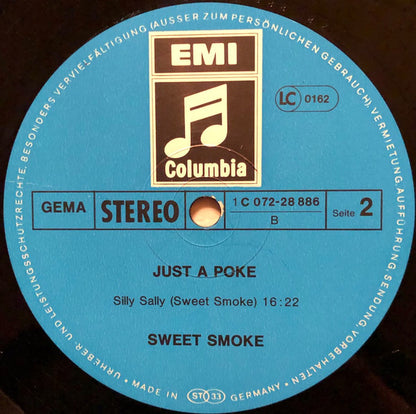 URHEBER- UND LEISTUNGSSCHUTZRECHTE, BESONDERS VERVIELFÄLTIGUNG (AUSSER ZUM PERSÖNLICHEN GEBRAUCH), VERMIETUNG, AUFFÜHRUNG, SENDUNG, VORBEHALTEN
EMI
LC 0162
Columbia
GEMA
STEREO
1 C 072-28 886
B
Seite 2
JUST A POKE
Silly Sally (Sweet Smoke) 16:22
SWEET SMOKE
• MADE IN ST 33 GERMANY •